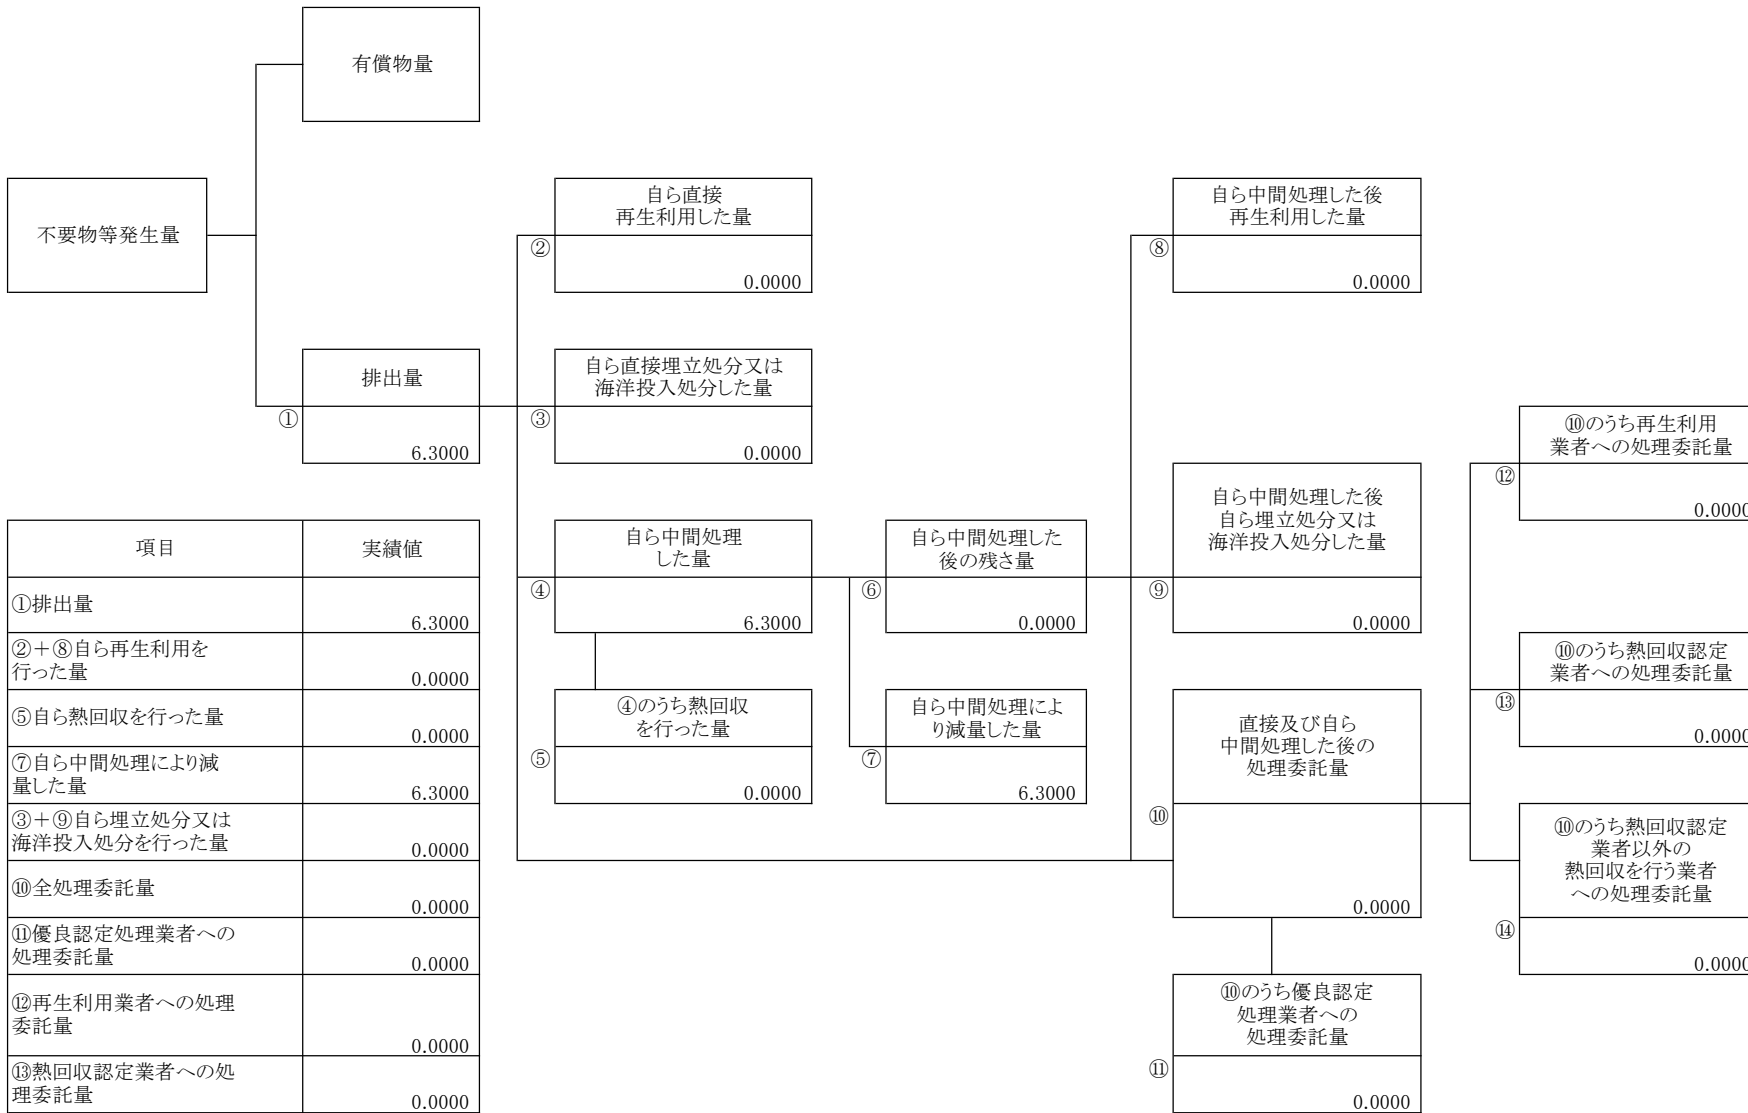 有償物量
不要物等発生量
自ら直接
再生利用した量
②
0.0000
自ら中間処理した後
再生利用した量
⑧
0.0000
排出量
①
6.3000
自ら直接埋立処分又は
海洋投入処分した量
③
0.0000
⑩のうち再生利用
業者への処理委託量
⑫
0.0000
自ら中間処理
した量
④
6.3000
自ら中間処理した
後の残さ量
⑥
0.0000
自ら中間処理した後
自ら埋立処分又は
海洋投入処分した量
⑨
0.0000
⑩のうち熱回収認定
業者への処理委託量
⑬
0.0000
④のうち熱回収
を行った量
⑤
0.0000
自ら中間処理によ
り減量した量
⑦
6.3000
直接及び自ら
中間処理した後の
処理委託量
⑩
0.0000
⑩のうち熱回収認定
業者以外の
熱回収を行う業者
への処理委託量
⑭
0.0000
⑩のうち優良認定
処理業者への
処理委託量
⑪
0.0000
項目 実績値
①排出量
6.3000
②＋⑧自ら再生利用を
行った量
0.0000
⑤自ら熱回収を行った量
0.0000
⑦自ら中間処理により減
量した量
6.3000
③＋⑨自ら埋立処分又は
海洋投入処分を行った量
0.0000
⑩全処理委託量
0.0000
⑪優良認定処理業者への
処理委託量
0.0000
⑫再生利用業者への処理
委託量
0.0000
⑬熱回収認定業者への処
理委託量
0.0000